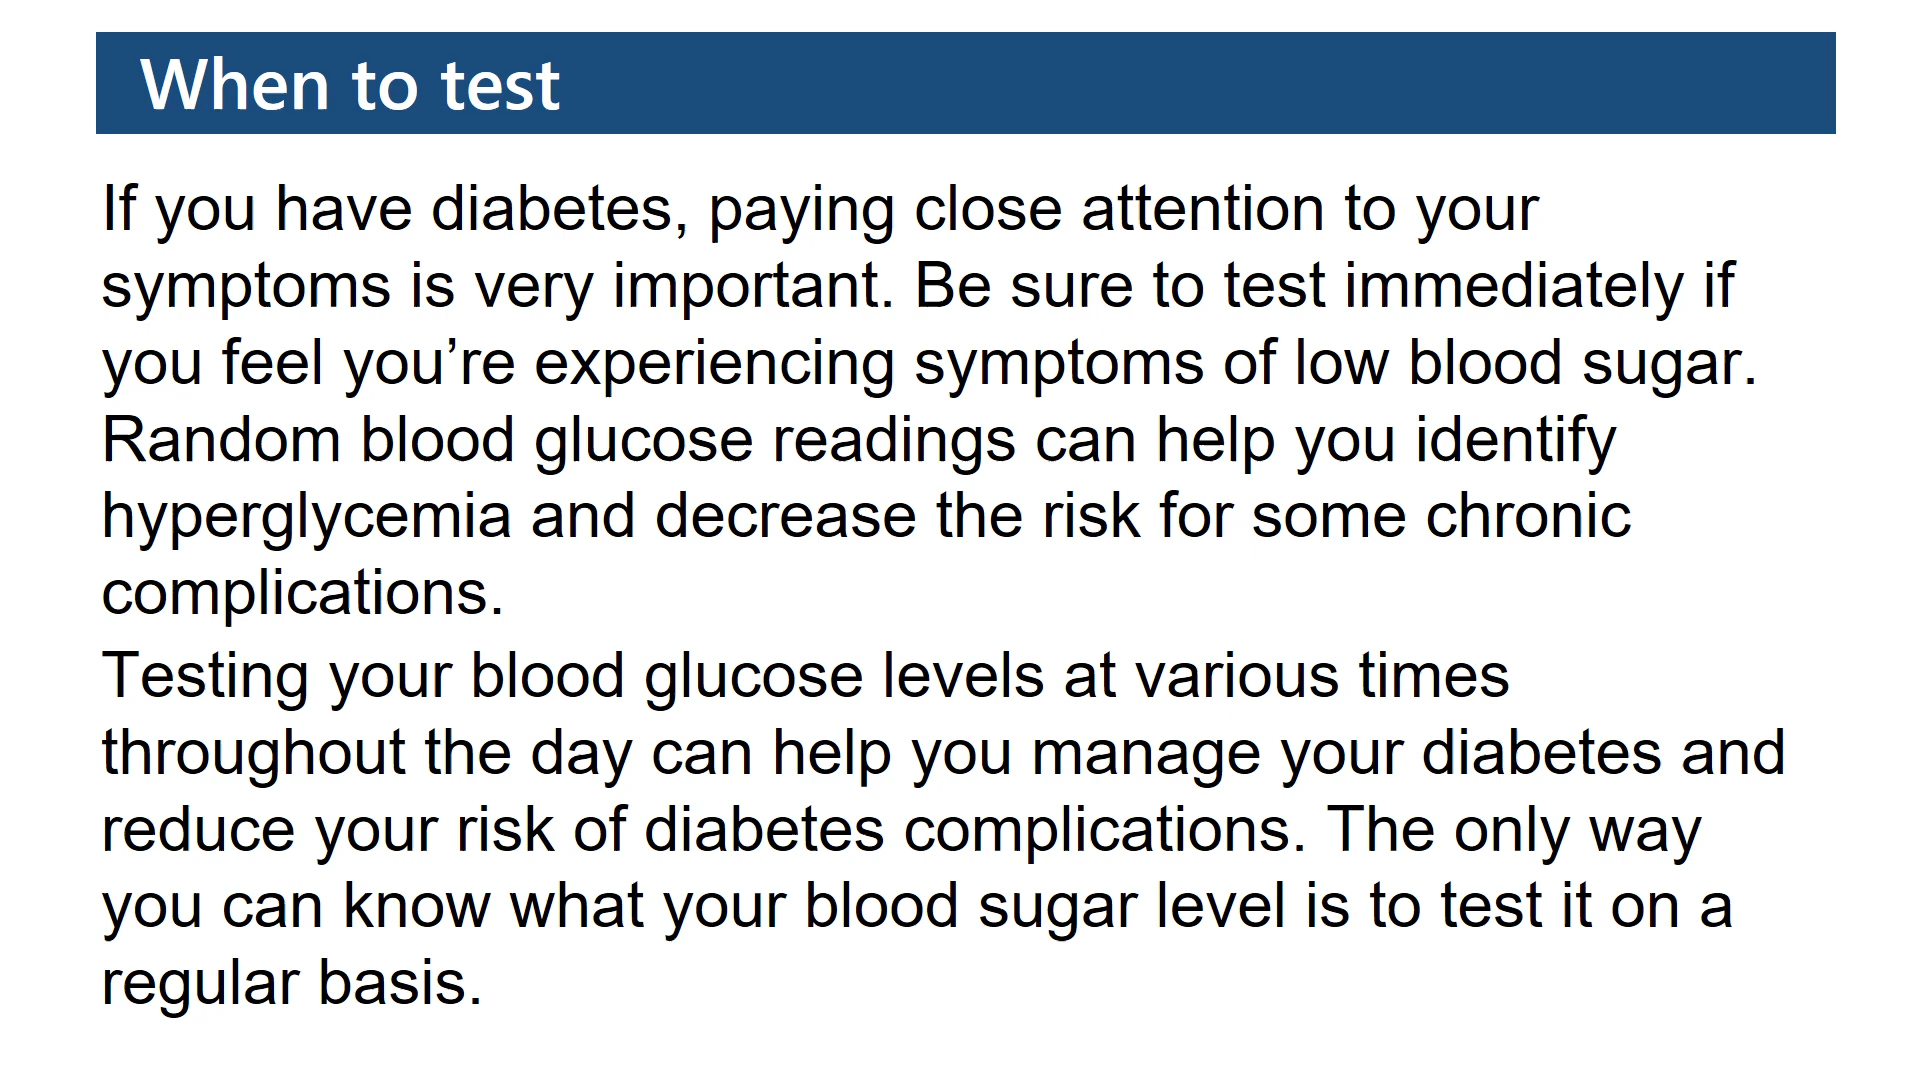 When to test
If you have diabetes, paying close attention to your
symptoms is very important. Be sure to test immediately if
you feel you’re experiencing symptoms of low blood sugar.
Random blood glucose readings can help you identify
hyperglycemia and decrease the risk for some chronic
complications.
Testing your blood glucose levels at various times
throughout the day can help you manage your diabetes and
reduce your risk of diabetes complications. The only way
you can know what your blood sugar level is to test it on a
regular basis.